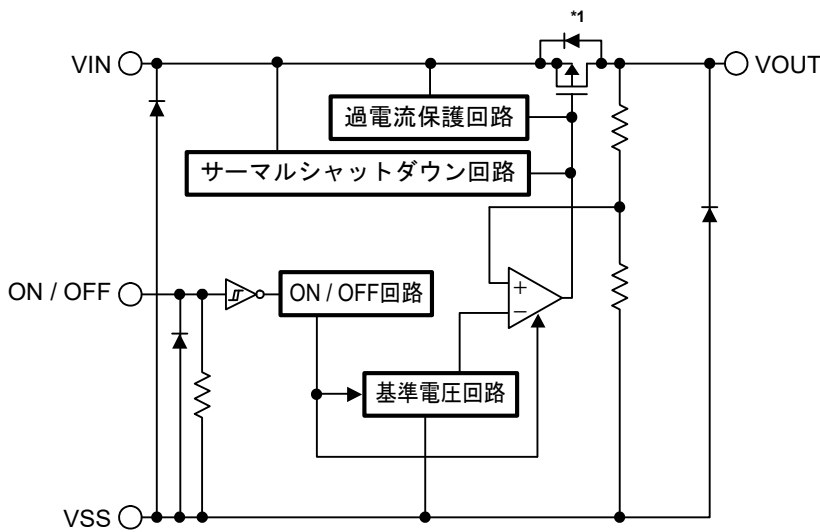 *1
VIN
VOUT
過電流保護回路
サーマルシャットダウン回路
ON / OFF
ON / OFF回路
+
−
基準電圧回路
VSS